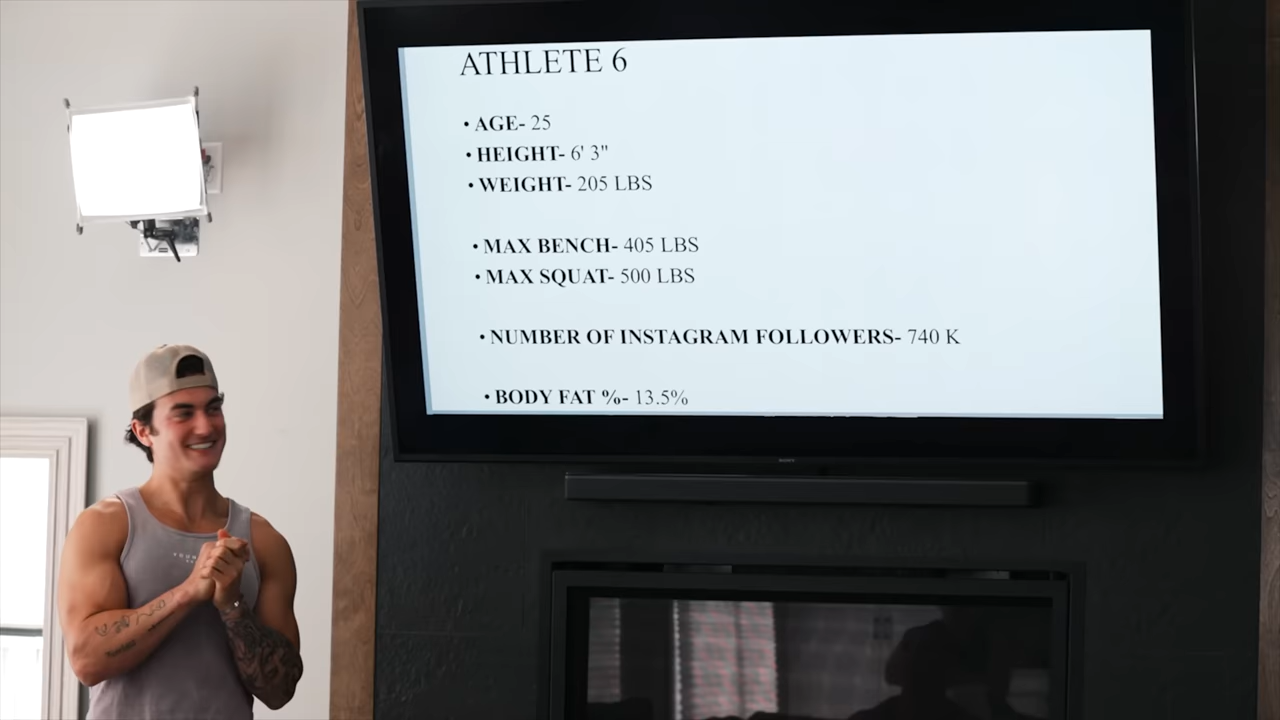 ATHLETE 6
• AGE- 25
• HEIGHT- 6' 3"
• WEIGHT- 205 LBS
• MAX BENCH- 405 LBS
• MAX SQUAT- 500 LBS
• NUMBER OF INSTAGRAM FOLLOWERS- 740 K
• BODY FAT %- 13.5%
SONY